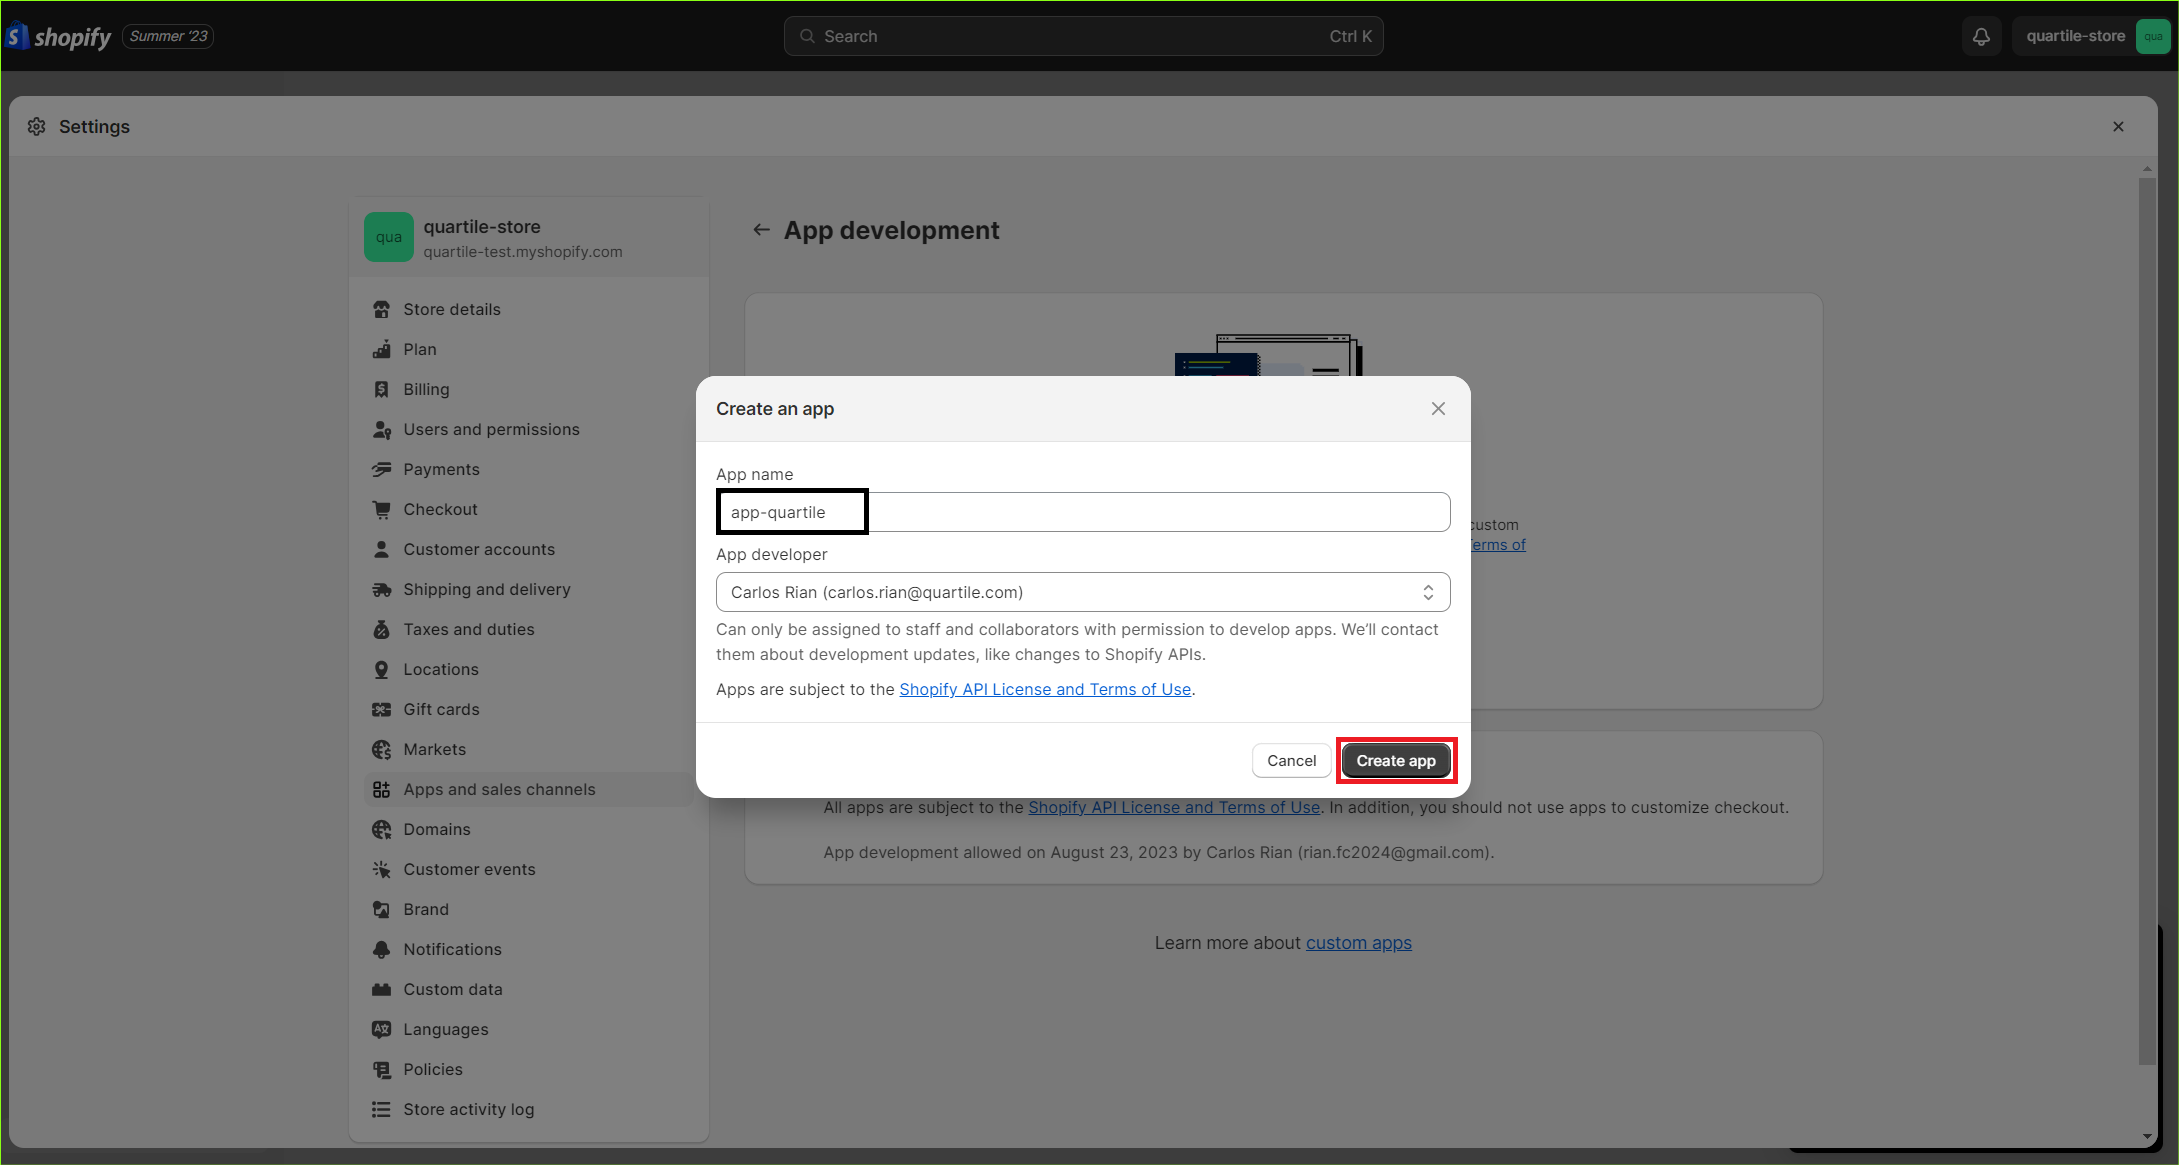 shopify Summer '23
Search Ctrl K
quartile-store qua
Settings
qua quartile-store
quartile-test.myshopify.com
Store details
Plan
Billing
Users and permissions
Payments
Checkout
Customer accounts
Shipping and delivery
Taxes and duties
Locations
Gift cards
Markets
Apps and sales channels
Domains
Customer events
Brand
Notifications
Custom data
Languages
Policies
Store activity log
App development
custom
Terms of
Create an app
App name
app-quartile
App developer
Carlos Rian (carlos.rian@quartile.com)
Can only be assigned to staff and collaborators with permission to develop apps. We’ll contact
them about development updates, like changes to Shopify APIs.
Apps are subject to the Shopify API License and Terms of Use.
Cancel Create app
All apps are subject to the Shopify API License and Terms of Use. In addition, you should not use apps to customize checkout.
App development allowed on August 23, 2023 by Carlos Rian (rian.fc2024@gmail.com).
Learn more about custom apps